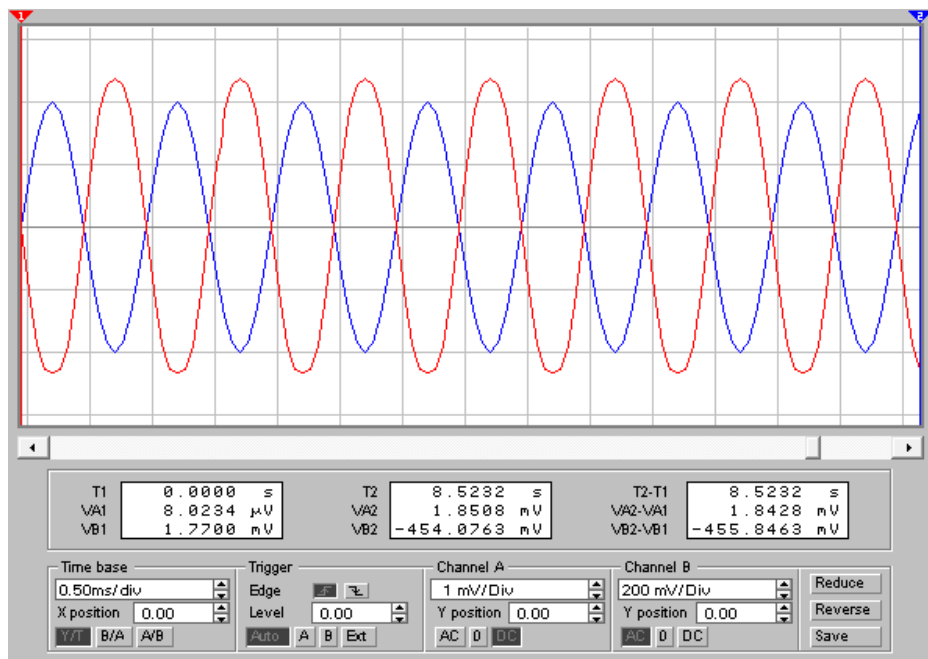 1 2
T1 0.0000 s T2 8.5232 s T2-T1 8.5232 s
VA1 8.0234 μV VA2 1.8508 mV VA2-VA1 1.8428 mV
VB1 1.7700 mV VB2 -454.0763 mV VB2-VB1 -455.8463 mV
Time base Trigger Channel A Channel B
0.50ms/div Edge 1 mV/Div 200 mV/Div Reduce
X position 0.00 Level 0.00 Y position 0.00 Y position 0.00 Reverse
Y/T B/A A/B Auto A B Ext AC 0 DC AC 0 DC Save